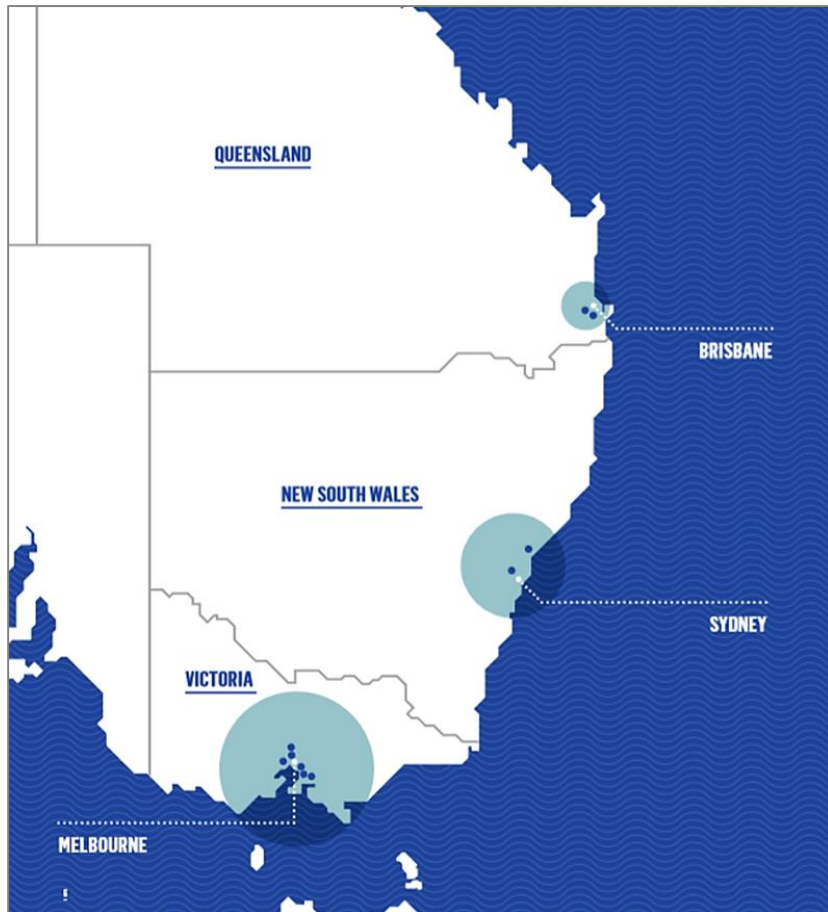 QUEENSLAND
BRISBANE
NEW SOUTH WALES
SYDNEY
VICTORIA
MELBOURNE